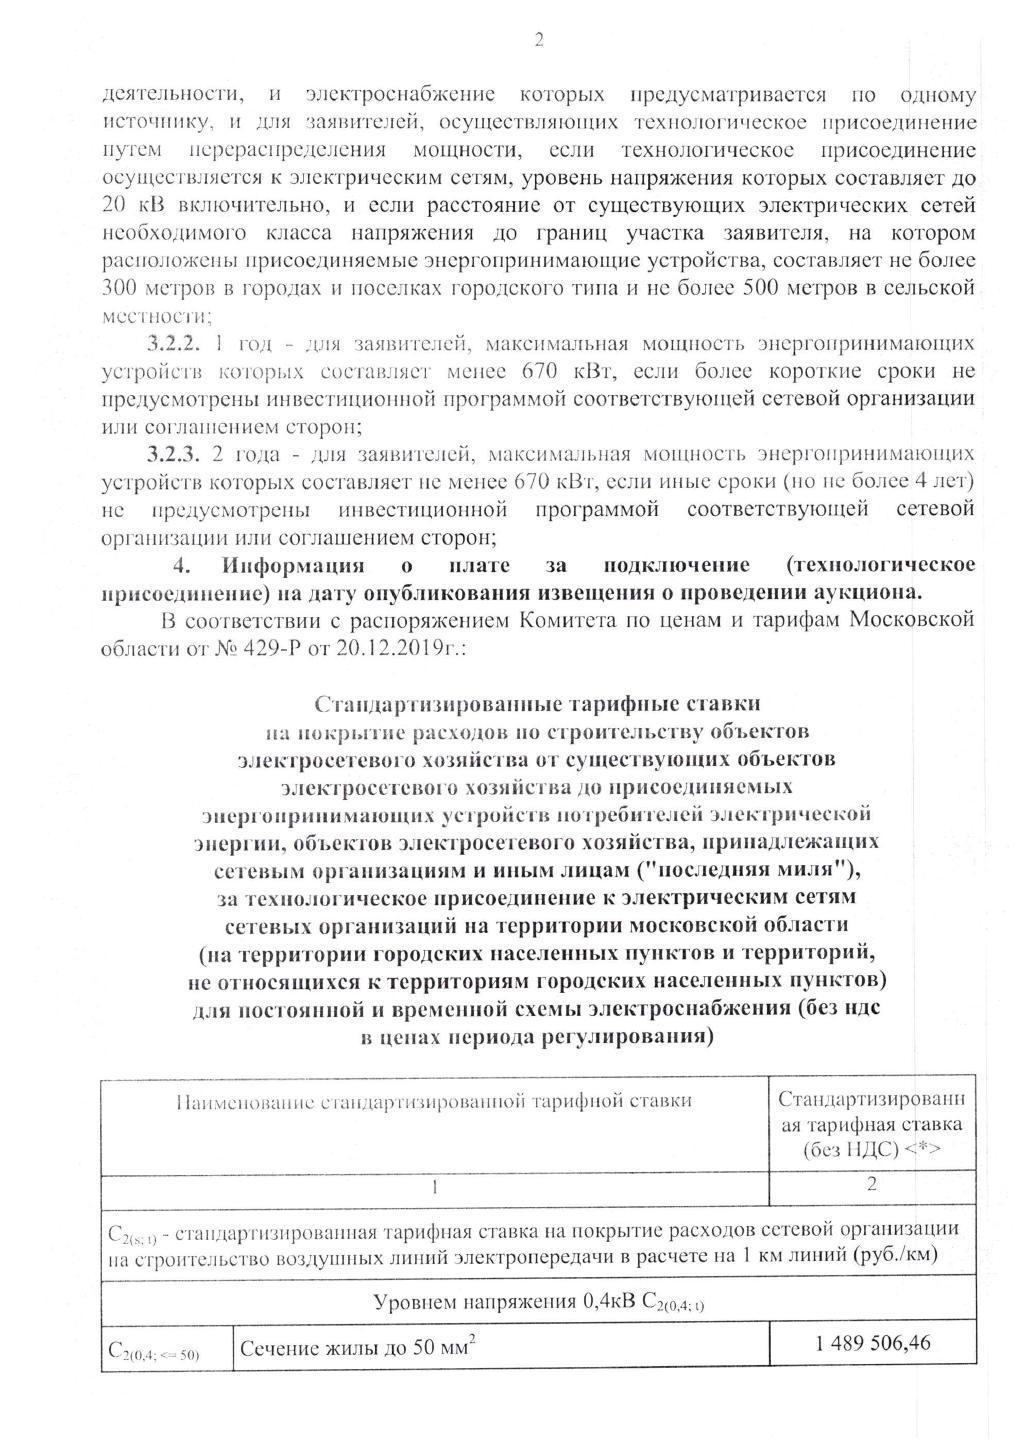 2
деятельности, и электроснабжение которых предусматривается по одному
источнику, и для заявителей, осуществляющих технологическое присоединение
путем перераспределения мощности, если технологическое присоединение
осуществляется к электрическим сетям, уровень напряжения которых составляет до
20 кВ включительно, и если расстояние от существующих электрических сетей
необходимого класса напряжения до границ участка заявителя, на котором
расположены присоединяемые энергопринимающие устройства, составляет не более
300 метров в городах и поселках городского типа и не более 500 метров в сельской
местности;
3.2.2. 1 год - для заявителей, максимальная мощность энергопринимающих
устройств которых составляет менее 670 кВт, если более короткие сроки не
предусмотрены инвестиционной программой соответствующей сетевой организации
или соглашением сторон;
3.2.3. 2 года - для заявителей, максимальная мощность энергопринимающих
устройств которых составляет не менее 670 кВт, если иные сроки (но не более 4 лет)
не предусмотрены инвестиционной программой соответствующей сетевой
организации или соглашением сторон;
4. Информация о плате за подключение (технологическое
присоединение) на дату опубликования извещения о проведении аукциона.
В соответствии с распоряжением Комитета по ценам и тарифам Московской
области от № 429-Р от 20.12.2019г.:
Стандартизированные тарифные ставки
на покрытие расходов по строительству объектов
электросетевого хозяйства от существующих объектов
электросетевого хозяйства до присоединяемых
энергопринимающих устройств потребителей электрической
энергии, объектов электросетевого хозяйства, принадлежащих
сетевым организациям и иным лицам ("последняя миля"),
за технологическое присоединение к электрическим сетям
сетевых организаций на территории московской области
(на территории городских населенных пунктов и территорий,
не относящихся к территориям городских населенных пунктов)
для постоянной и временной схемы электроснабжения (без ндс
в ценах периода регулирования)
Наименование стандартизированной тарифной ставки
Стандартизированн
ая тарифная ставка
(без НДС) <*>
1
2
C2(s; t) - стандартизированная тарифная ставка на покрытие расходов сетевой организации
на строительство воздушных линий электропередачи в расчете на 1 км линий (руб./км)
Уровнем напряжения 0,4кВ C2(0,4; t)
C2(0,4; <= 50)
Сечение жилы до 50 мм2
1 489 506,46